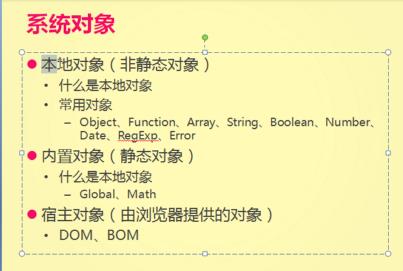 系统对象
本地对象（非静态对象）
什么是本地对象
常用对象
Object、Function、Array、String、Boolean、Number、
Date、RegExp、Error
内置对象（静态对象）
什么是本地对象
Global、Math
宿主对象（由浏览器提供的对象）
DOM、BOM